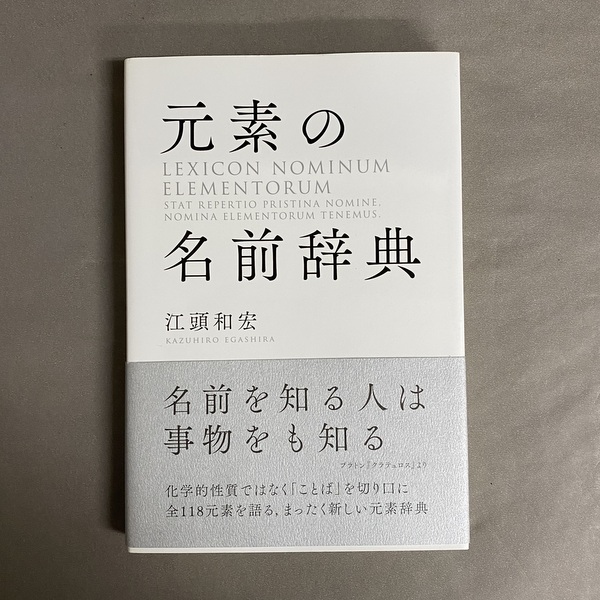 元素の
LEXICON NOMINUM
ELEMENTORUM
STAT REPERTIO PRISTINA NOMINE,
NOMINA ELEMENTORUM TENEMUS.
名前辞典
江頭和宏
KAZUHIRO EGASHIRA
名前を知る人は
事物をも知る
プラトン『クラテュロス』より
化学的性質ではなく「ことば」を切り口に
全118元素を語る、まったく新しい元素辞典